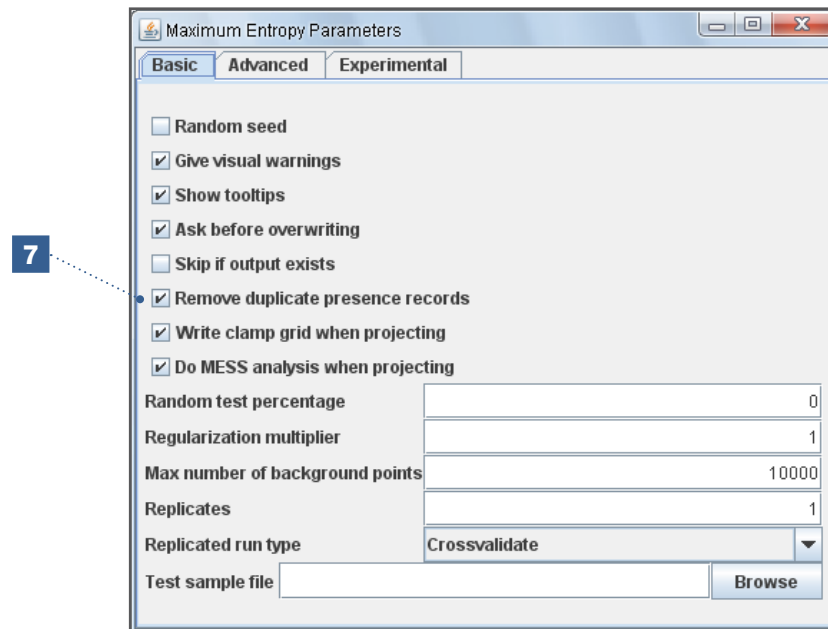 Maximum Entropy Parameters
Basic Advanced Experimental
Random seed
Give visual warnings
Show tooltips
Ask before overwriting
7
Skip if output exists
Remove duplicate presence records
Write clamp grid when projecting
Do MESS analysis when projecting
Random test percentage 0
Regularization multiplier 1
Max number of background points 10000
Replicates 1
Replicated run type Crossvalidate
Test sample file Browse